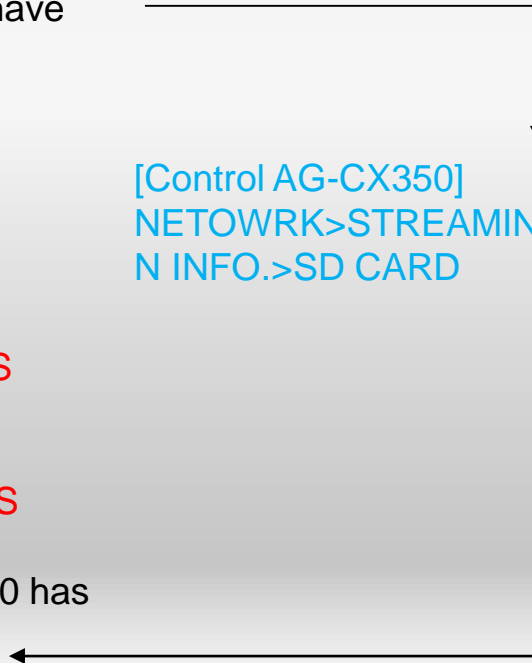 have
[Control AG-CX350]
NETOWRK>STREAMIN
N INFO.>SD CARD
S
S
0 has